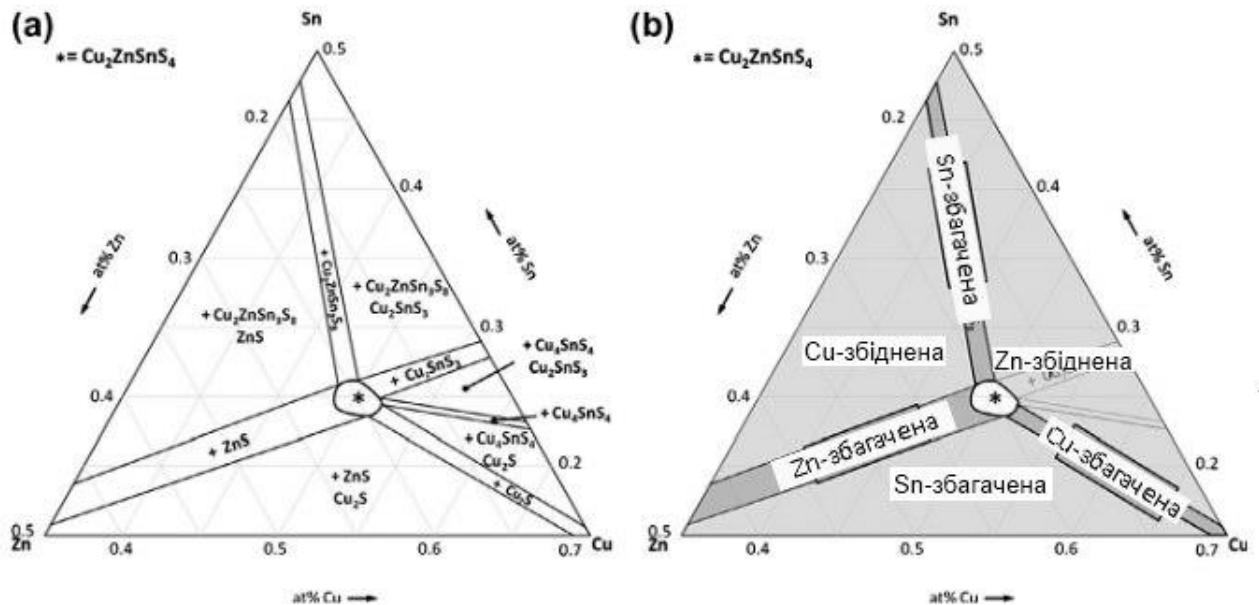 (a)
Sn
*= Cu₂ZnSnS₄
0.5
0.2
0.4
at% Zn
at% Sn
0.3
+ Cu₂ZnSn₃S₈
+ Cu₂ZnSn₃S₈
Cu₂SnS₃
+ Cu₂ZnSn₃S₈
ZnS
0.3
+ Cu₄SnS₄
Cu₂SnS₃
+ Cu₂SnS₃
0.4
*
+ Cu₄SnS₄
+ ZnS
+ Cu₄SnS₄
Cu₂S
0.2
+ ZnS
Cu₂S
+ Cu₂S
0.5
Zn
0.4
0.5
0.6
0.7
Cu
at% Cu
(b)
Sn
*= Cu₂ZnSnS₄
0.5
0.2
Sn-збагачена
0.4
at% Zn
at% Sn
0.3
0.3
Cu-збіднена
Zn-збіднена
0.4
*
Zn-збагачена
Cu-збагачена
0.2
Sn-збагачена
0.5
Zn
0.4
0.5
0.6
0.7
Cu
at% Cu